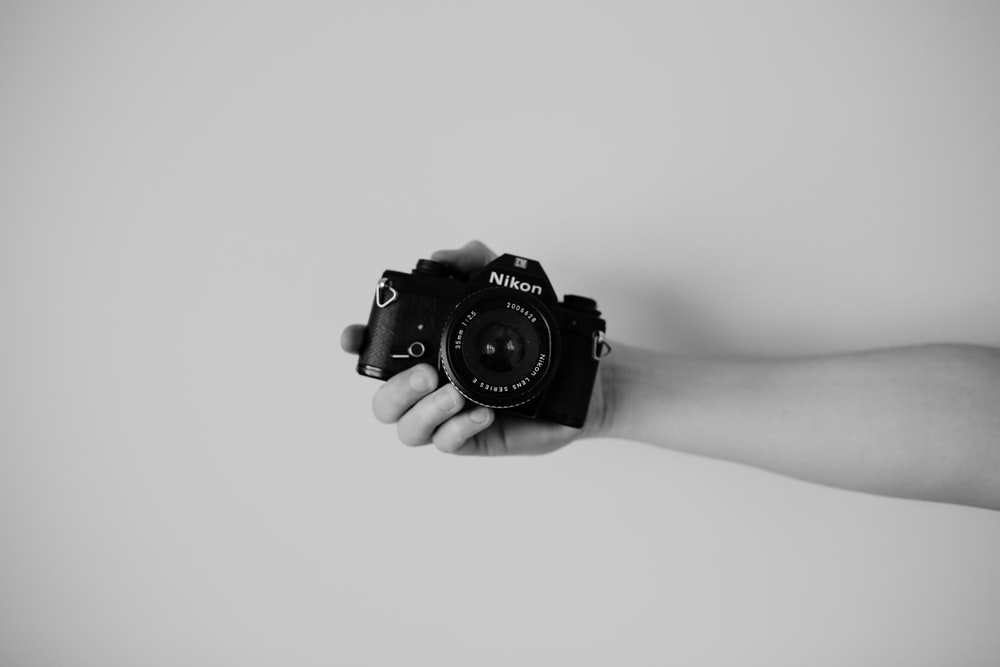 Nikon
35mm 1:2.5 2006628
NIKON LENS SERIES E